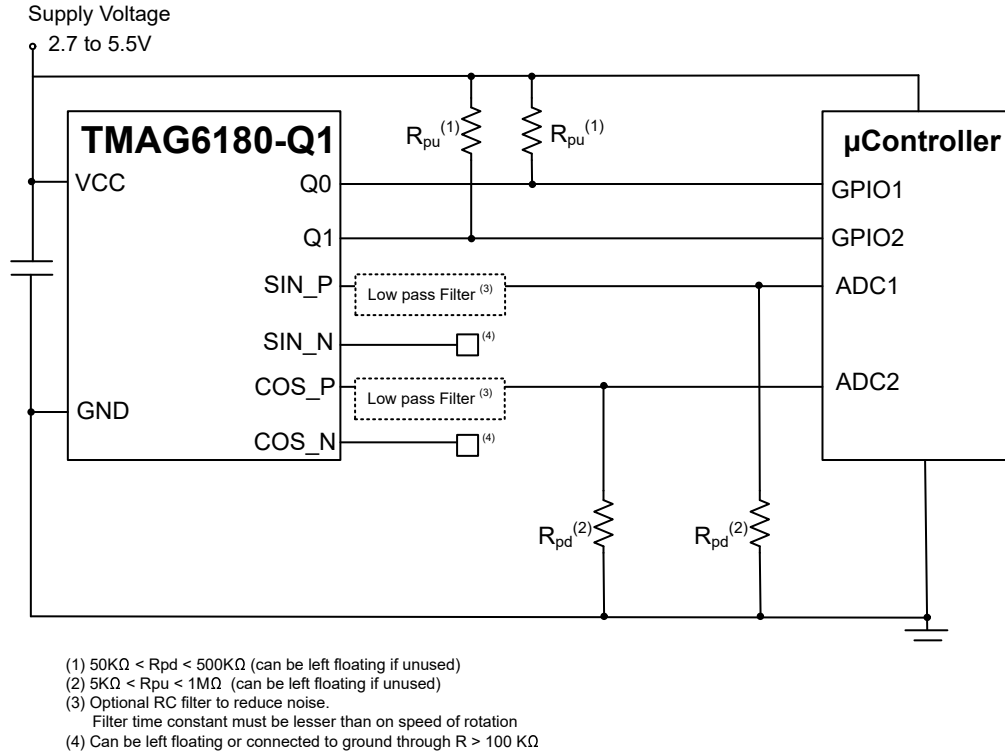 Supply Voltage
2.7 to 5.5V
TMAG6180-Q1
µController
Rpu(1)
Rpu(1)
VCC
Q0
GPIO1
Q1
GPIO2
SIN_P
Low pass Filter (3)
ADC1
SIN_N
(4)
COS_P
Low pass Filter (3)
ADC2
GND
COS_N
(4)
Rpd(2)
Rpd(2)
(1) 50KΩ < Rpd < 500KΩ (can be left floating if unused)
(2) 5KΩ < Rpu < 1MΩ (can be left floating if unused)
(3) Optional RC filter to reduce noise.
Filter time constant must be lesser than on speed of rotation
(4) Can be left floating or connected to ground through R > 100 KΩ